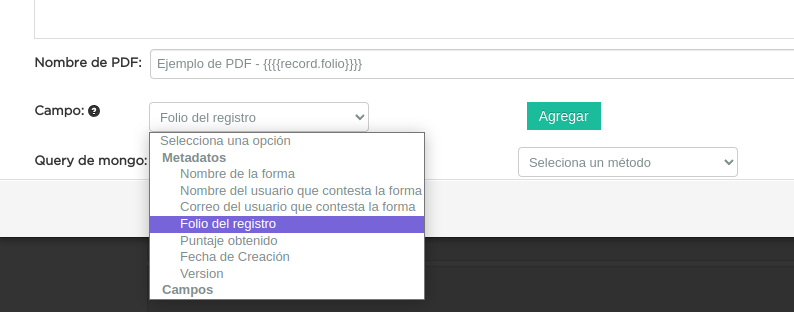 Nombre de PDF: Ejemplo de PDF - {{{{record.folio}}}}
Campo: Folio del registro Agregar
Selecciona una opción
Metadatos
Query de mongo: Seleciona un método
Nombre de la forma
Nombre del usuario que contesta la forma
Correo del usuario que contesta la forma
Folio del registro
Puntaje obtenido
Fecha de Creación
Version
Campos